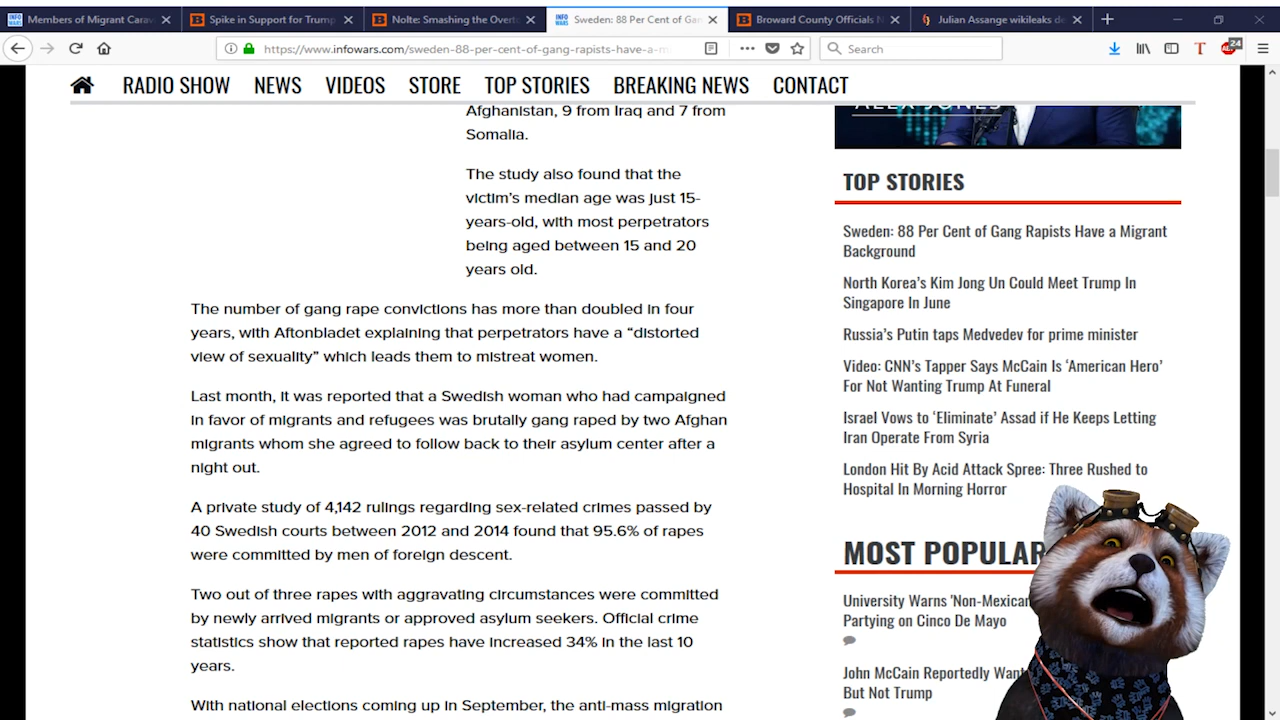 Members of Migrant Carav
Spike in Support for Trump
Nolte: Smashing the Overto
INFO WARS
Sweden: 88 Per Cent of Gan
Broward County Officials N
Julian Assange wikileaks de
https://www.infowars.com/sweden-88-per-cent-of-gang-rapists-have-a-m
Search
24
RADIO SHOW
NEWS
VIDEOS
STORE
TOP STORIES
BREAKING NEWS
CONTACT
Afghanistan, 9 from Iraq and 7 from
Somalia.
The study also found that the
victim's median age was just 15-
years-old, with most perpetrators
being aged between 15 and 20
years old.
The number of gang rape convictions has more than doubled in four
years, with Aftonbladet explaining that perpetrators have a “distorted
view of sexuality” which leads them to mistreat women.
Last month, it was reported that a Swedish woman who had campaigned
in favor of migrants and refugees was brutally gang raped by two Afghan
migrants whom she agreed to follow back to their asylum center after a
night out.
A private study of 4,142 rulings regarding sex-related crimes passed by
40 Swedish courts between 2012 and 2014 found that 95.6% of rapes
were committed by men of foreign descent.
Two out of three rapes with aggravating circumstances were committed
by newly arrived migrants or approved asylum seekers. Official crime
statistics show that reported rapes have increased 34% in the last 10
years.
With national elections coming up in September, the anti-mass migration
ALEX JONES
TOP STORIES
Sweden: 88 Per Cent of Gang Rapists Have a Migrant
Background
North Korea's Kim Jong Un Could Meet Trump In
Singapore In June
Russia's Putin taps Medvedev for prime minister
Video: CNN's Tapper Says McCain Is ‘American Hero’
For Not Wanting Trump At Funeral
Israel Vows to ‘Eliminate’ Assad if He Keeps Letting
Iran Operate From Syria
London Hit By Acid Attack Spree: Three Rushed to
Hospital In Morning Horror
MOST POPULAR
University Warns 'Non-Mexican
Partying on Cinco De Mayo
John McCain Reportedly Want
But Not Trump